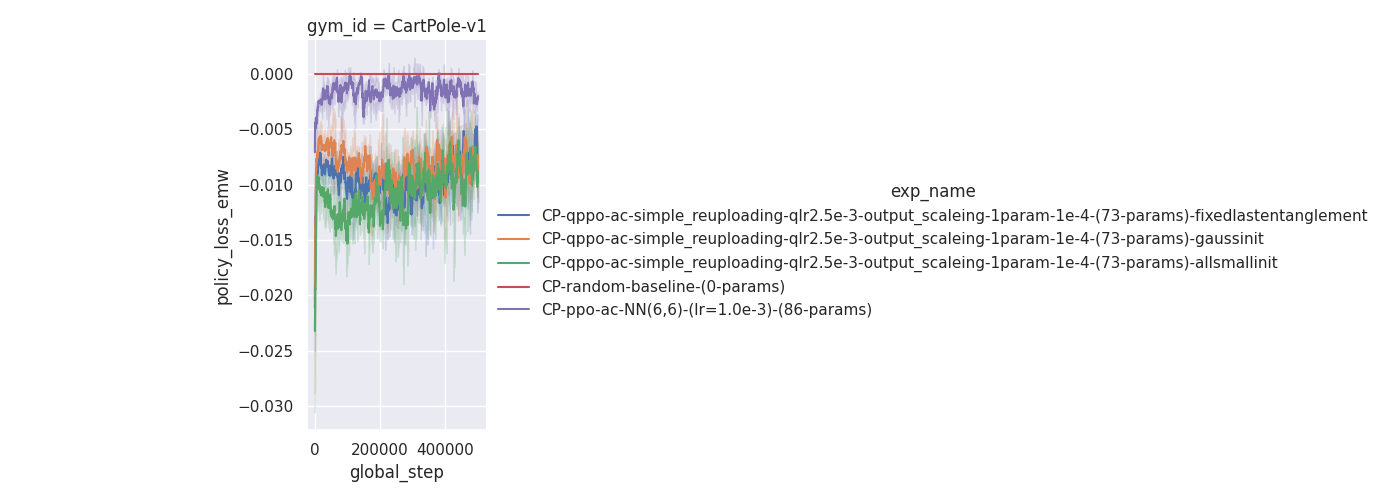 gym_id = CartPole-v1
0.000
−0.005
−0.010
−0.015
−0.020
−0.025
−0.030
policy_loss_emw
0 200000 400000
global_step
exp_name
CP-qppo-ac-simple_reuploading-qlr2.5e-3-output_scaleing-1param-1e-4-(73-params)-fixedlastentanglement
CP-qppo-ac-simple_reuploading-qlr2.5e-3-output_scaleing-1param-1e-4-(73-params)-gaussinit
CP-qppo-ac-simple_reuploading-qlr2.5e-3-output_scaleing-1param-1e-4-(73-params)-allsmallinit
CP-random-baseline-(0-params)
CP-ppo-ac-NN(6,6)-(lr=1.0e-3)-(86-params)